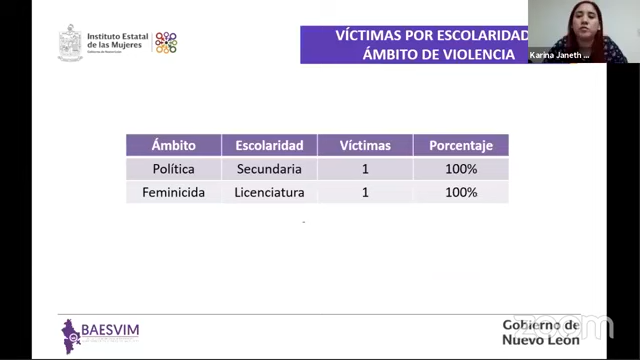 Instituto Estatal
de las Mujeres
VÍCTIMAS POR ESCOLARIDAD
ÁMBITO DE VIOLENCIA
Karina Janeth ...
Ámbito Escolaridad Víctimas Porcentaje
Política Secundaria 1 100%
Feminicida Licenciatura 1 100%
BAESVIM
Gobierno de
Nuevo León
zoom